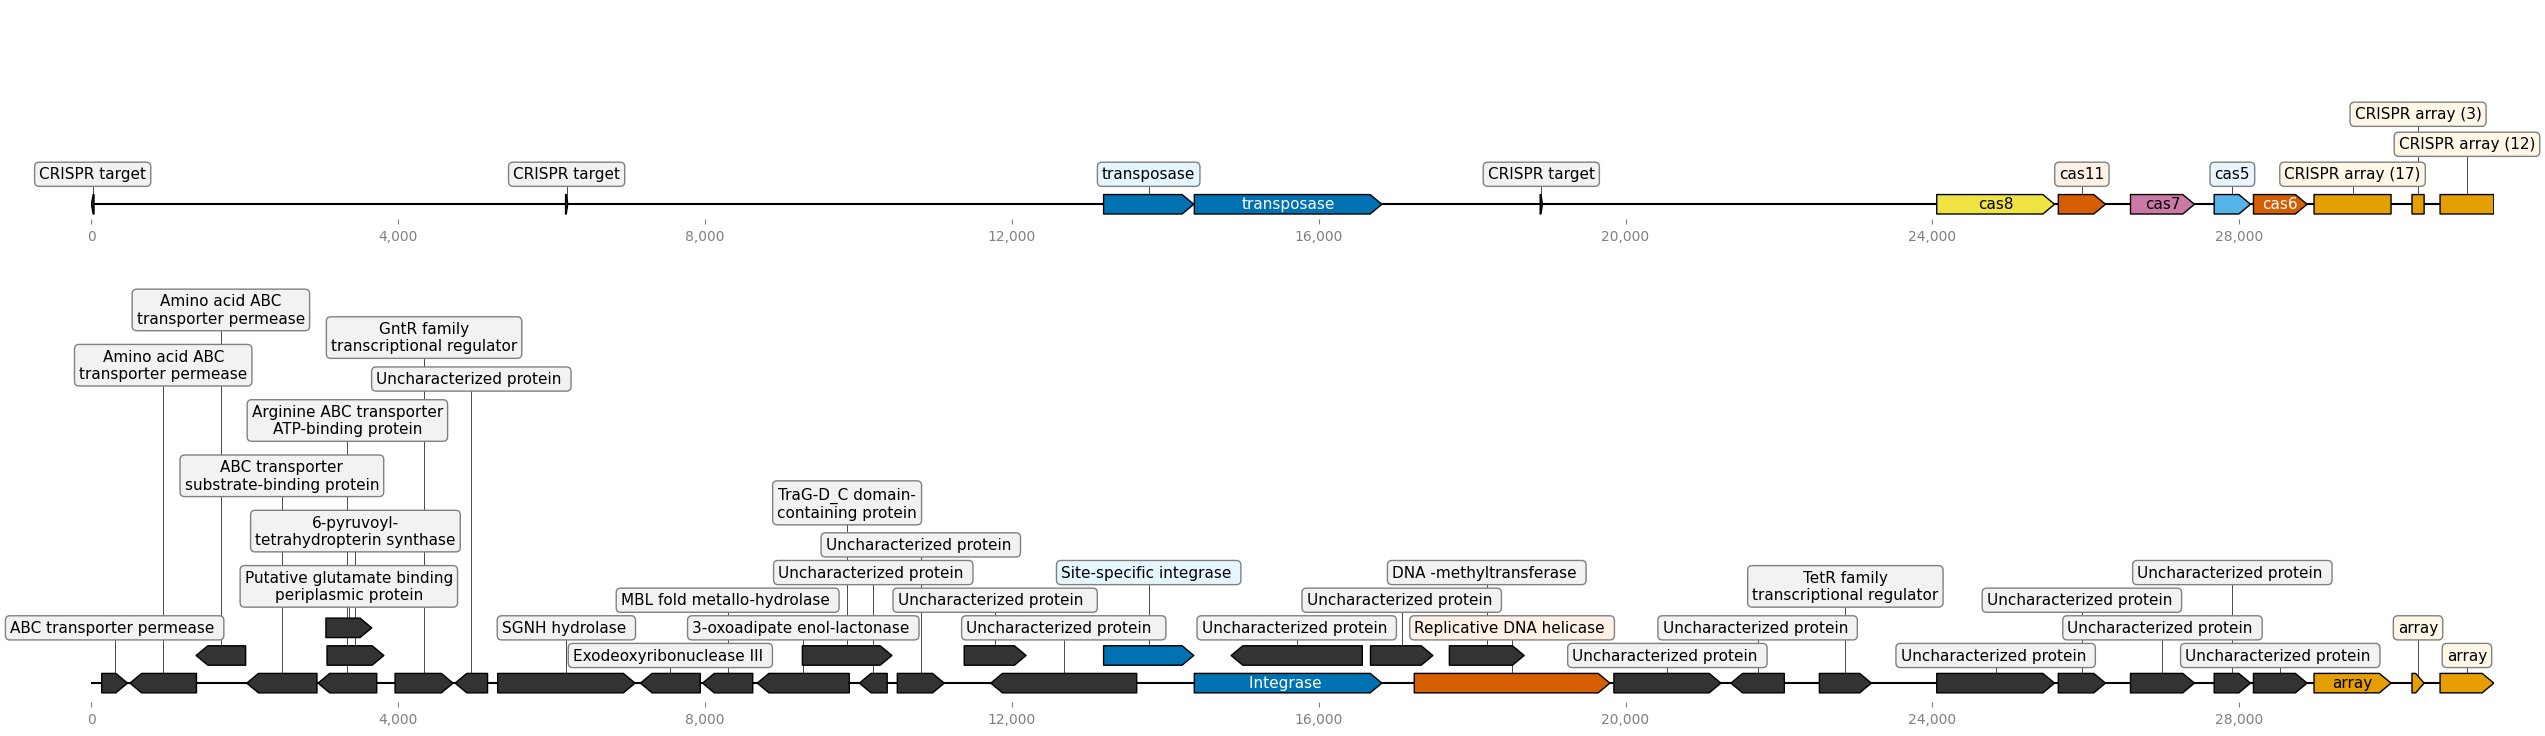 CRISPR array (3)
CRISPR array (12)
CRISPR target
CRISPR target
transposase
CRISPR target
cas11
cas5
CRISPR array (17)
transposase
cas8
cas7
cas6
0
4,000
8,000
12,000
16,000
20,000
24,000
28,000
Amino acid ABC
transporter permease
GntR family
transcriptional regulator
Amino acid ABC
transporter permease
Uncharacterized protein
Arginine ABC transporter
ATP-binding protein
ABC transporter
substrate-binding protein
TraG-D_C domain-
containing protein
6-pyruvoyl-
tetrahydropterin synthase
Uncharacterized protein
Putative glutamate binding
periplasmic protein
Uncharacterized protein
Site-specific integrase
DNA -methyltransferase
TetR family
transcriptional regulator
Uncharacterized protein
MBL fold metallo-hydrolase
Uncharacterized protein
Uncharacterized protein
Uncharacterized protein
ABC transporter permease
SGNH hydrolase
3-oxoadipate enol-lactonase
Uncharacterized protein
Uncharacterized protein
Replicative DNA helicase
Uncharacterized protein
Uncharacterized protein
array
Exodeoxyribonuclease III
Uncharacterized protein
Uncharacterized protein
Uncharacterized protein
array
Integrase
array
0
4,000
8,000
12,000
16,000
20,000
24,000
28,000